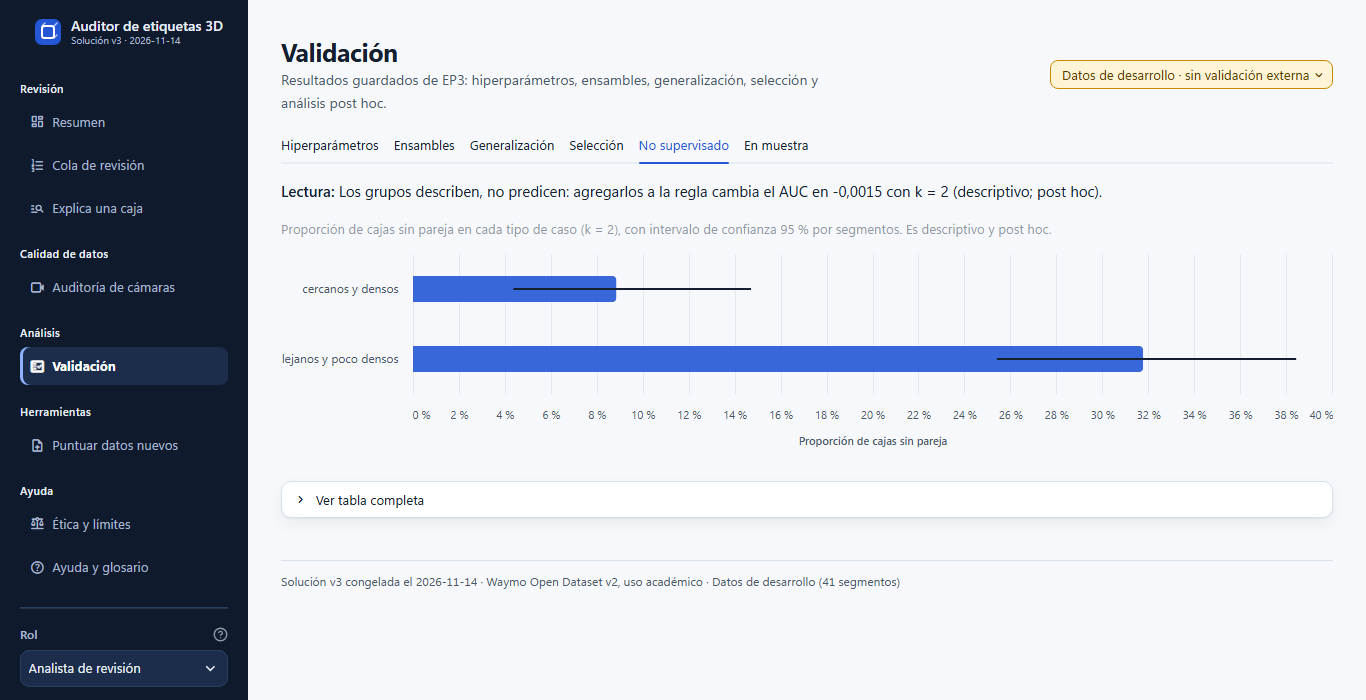 Auditor de etiquetas 3D
Solución v3 · 2026-11-14
Revisión
Resumen
Cola de revisión
Explica una caja
Calidad de datos
Auditoría de cámaras
Análisis
Validación
Herramientas
Puntuar datos nuevos
Ayuda
Ética y límites
Ayuda y glosario
Rol
Analista de revisión
Validación
Resultados guardados de EP3: hiperparámetros, ensambles, generalización, selección y
análisis post hoc.
Datos de desarrollo · sin validación externa
Hiperparámetros Ensambles Generalización Selección No supervisado En muestra
Lectura: Los grupos describen, no predicen: agregarlos a la regla cambia el AUC en -0,0015 con k = 2 (descriptivo; post hoc).
Proporción de cajas sin pareja en cada tipo de caso (k = 2), con intervalo de confianza 95 % por segmentos. Es descriptivo y post hoc.
cercanos y densos
lejanos y poco densos
0 % 2 % 4 % 6 % 8 % 10 % 12 % 14 % 16 % 18 % 20 % 22 % 24 % 26 % 28 % 30 % 32 % 34 % 36 % 38 % 40 %
Proporción de cajas sin pareja
Ver tabla completa
Solución v3 congelada el 2026-11-14 · Waymo Open Dataset v2, uso académico · Datos de desarrollo (41 segmentos)